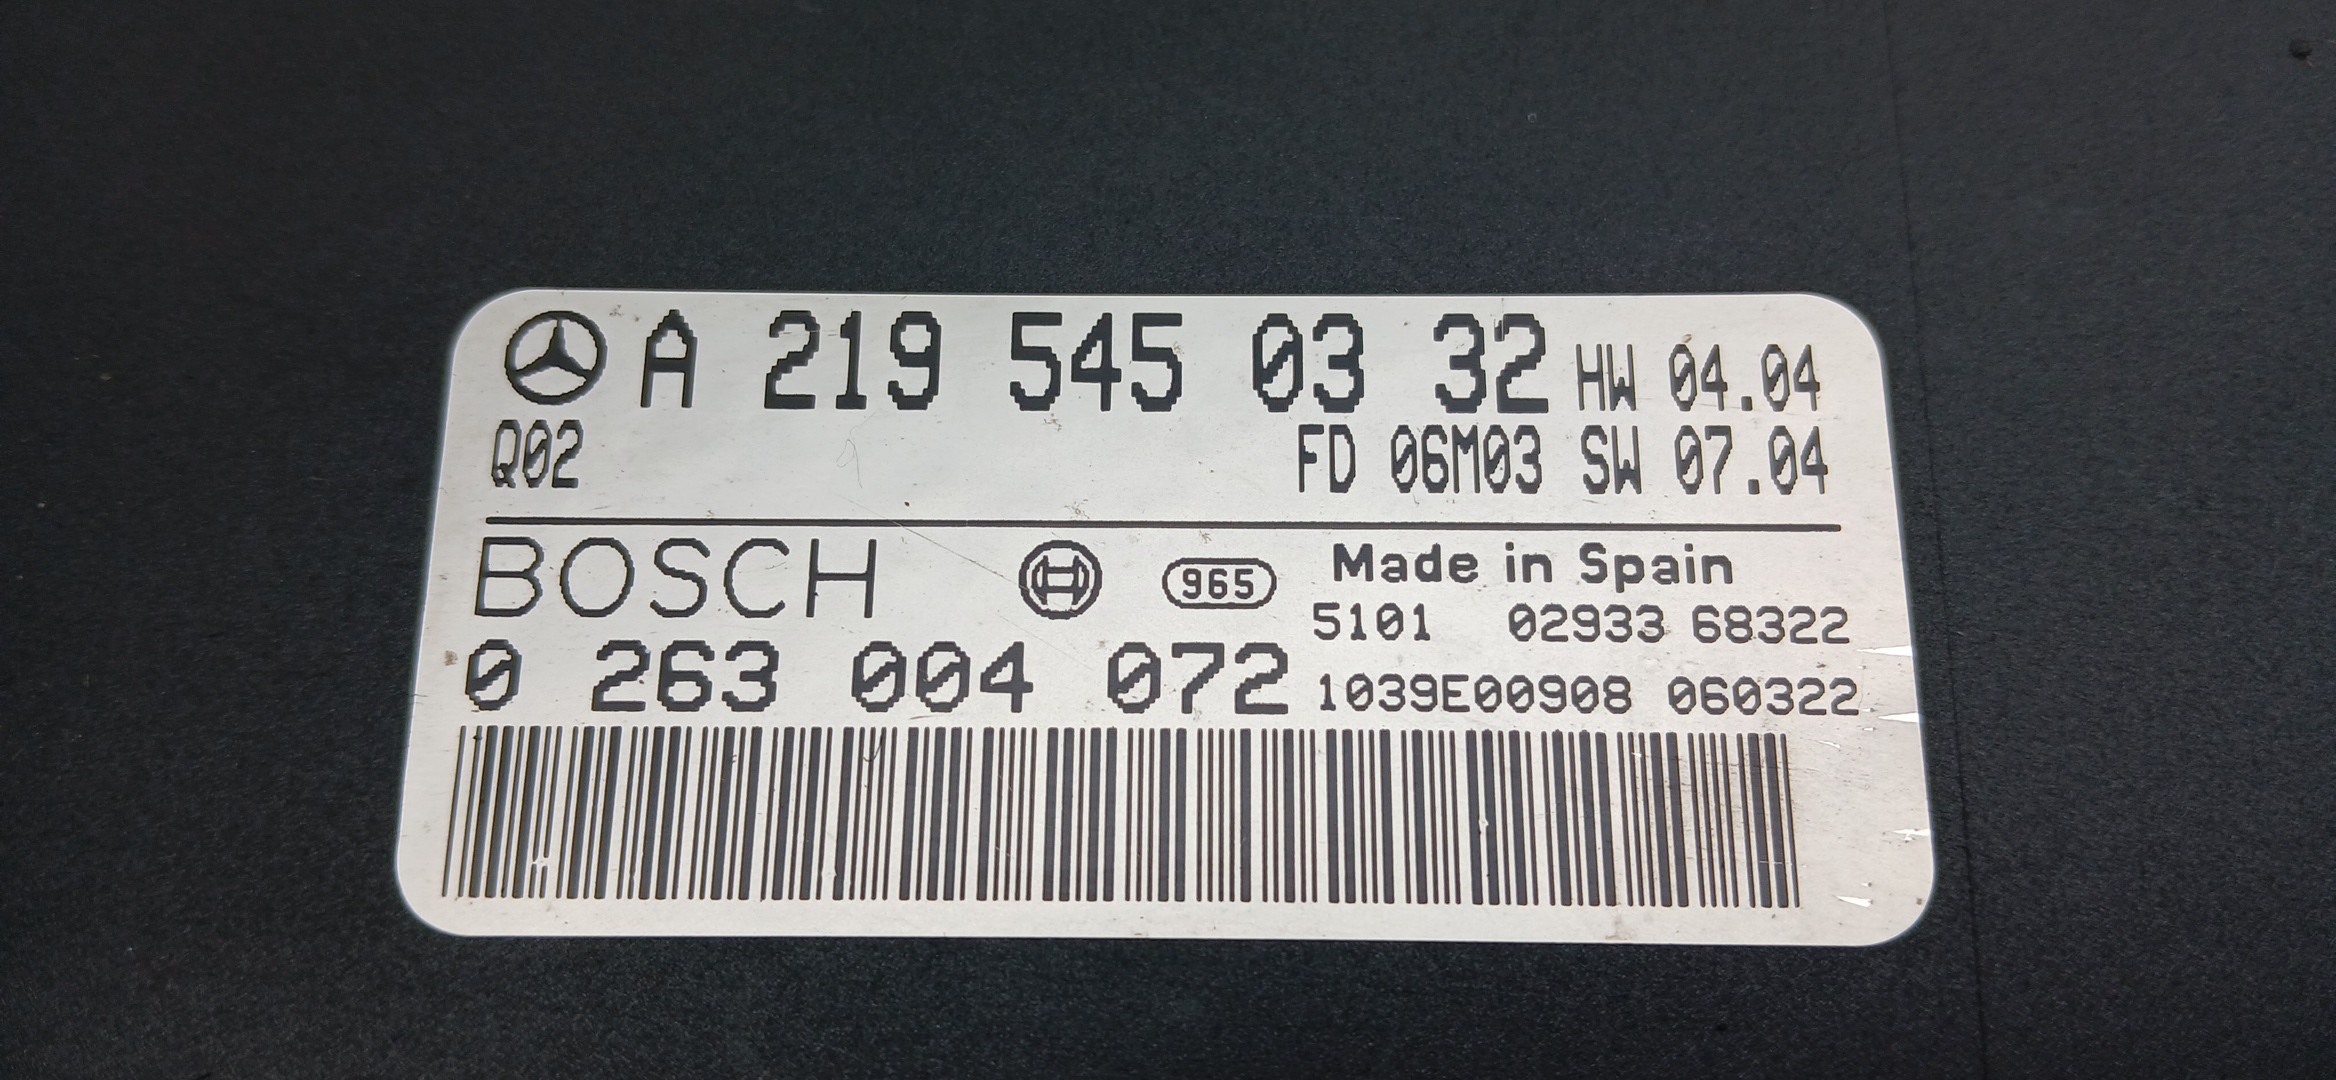 A 219 545 03 32 HW 04.04
Q02 FD 06M03 SW 07.04
BOSCH 965 Made in Spain
5101 02933 68322
0 263 004 072 1039E00908 060322